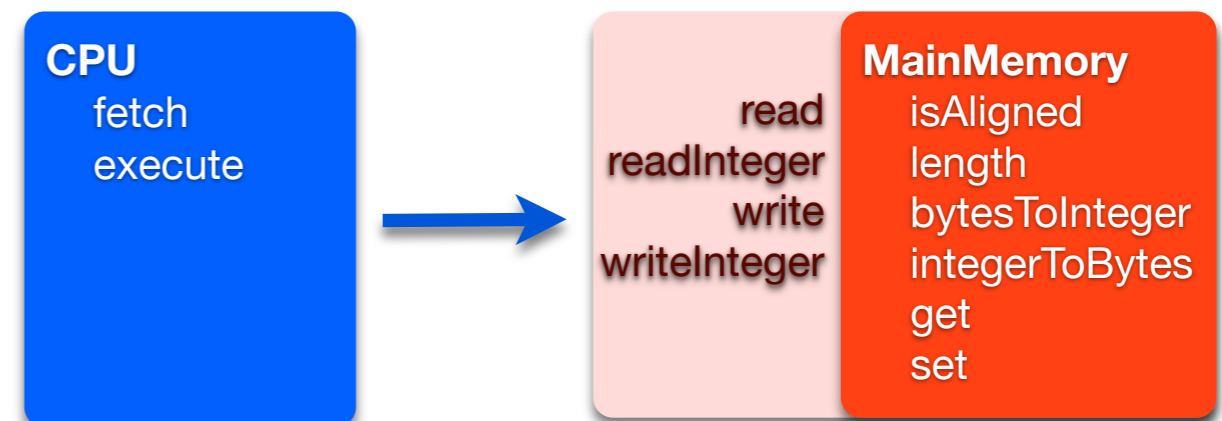 CPU
fetch
execute
read
readInteger
write
writeInteger
MainMemory
isAligned
length
bytesToInteger
integerToBytes
get
set